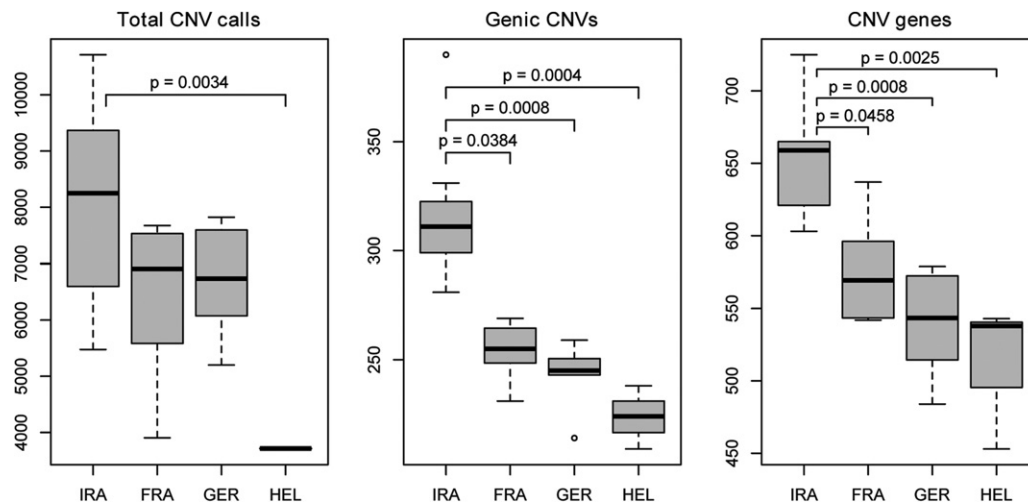 Total CNV calls
p = 0.0034
10000
9000
8000
7000
6000
5000
4000
IRA FRA GER HEL
Genic CNVs
p = 0.0004
p = 0.0008
p = 0.0384
350
300
250
IRA FRA GER HEL
CNV genes
p = 0.0025
p = 0.0008
p = 0.0458
700
650
600
550
500
450
IRA FRA GER HEL